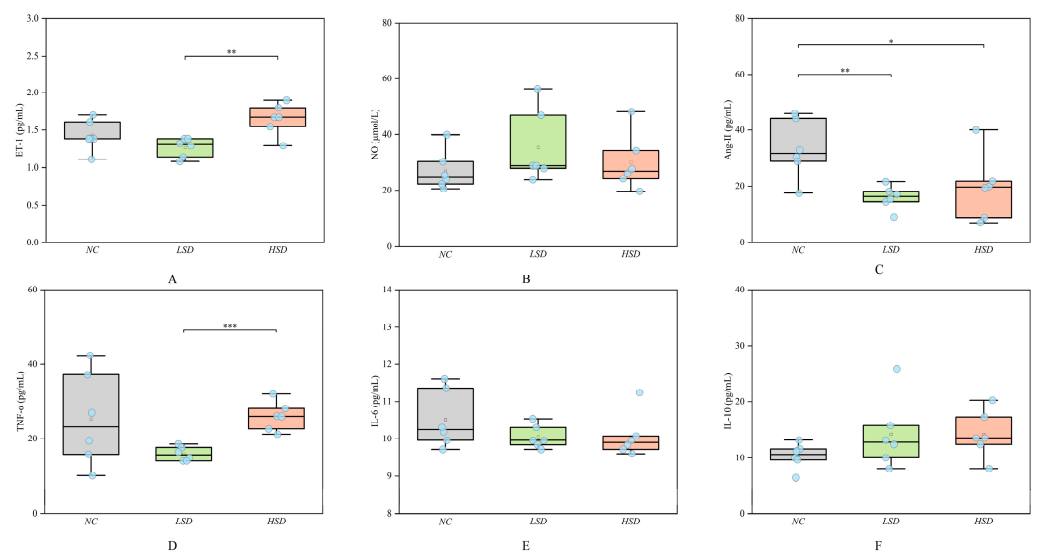 3.0
2.5
2.0
1.5
1.0
0.5
0.0
ET-1 (pg/mL)
**
NC
LSD
HSD
A
80
60
40
20
0
NO (μmol/L)
NC
LSD
HSD
B
80
60
40
20
0
Ang-II (pg/mL)
*
**
NC
LSD
HSD
C
60
40
20
0
TNF-α (pg/mL)
***
NC
LSD
HSD
D
14
13
12
11
10
9
8
IL-6 (pg/mL)
NC
LSD
HSD
E
40
30
20
10
0
IL-10 (pg/mL)
NC
LSD
HSD
F